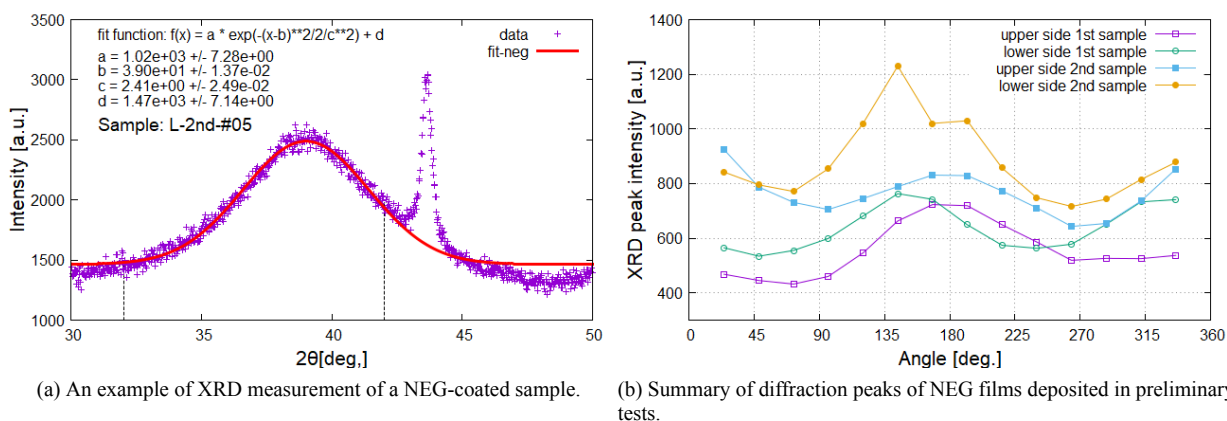 3500
3000
2500
2000
1500
1000
Intensity [a.u.]
fit function: f(x) = a * exp(-(x-b)**2/2/c**2) + d
a = 1.02e+03 +/- 7.28e+00
b = 3.90e+01 +/- 1.37e-02
c = 2.41e+00 +/- 2.49e-02
d = 1.47e+03 +/- 7.14e+00
Sample: L-2nd-#05
data
fit-neg
30 35 40 45 50
2θ[deg,]
(a) An example of XRD measurement of a NEG-coated sample.
1400
1200
1000
800
600
400
XRD peak intensity [a.u.]
upper side 1st sample
lower side 1st sample
upper side 2nd sample
lower side 2nd sample
0 45 90 135 180 225 270 315 360
Angle [deg.]
(b) Summary of diffraction peaks of NEG films deposited in preliminary
tests.